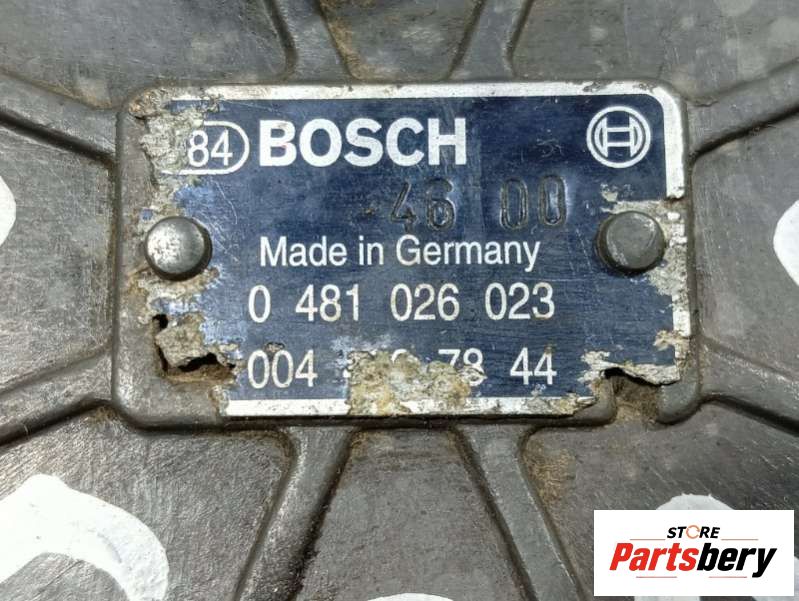 84 BOSCH
46 00
Made in Germany
0 481 026 023
004 78 44
STORE
Partsbery